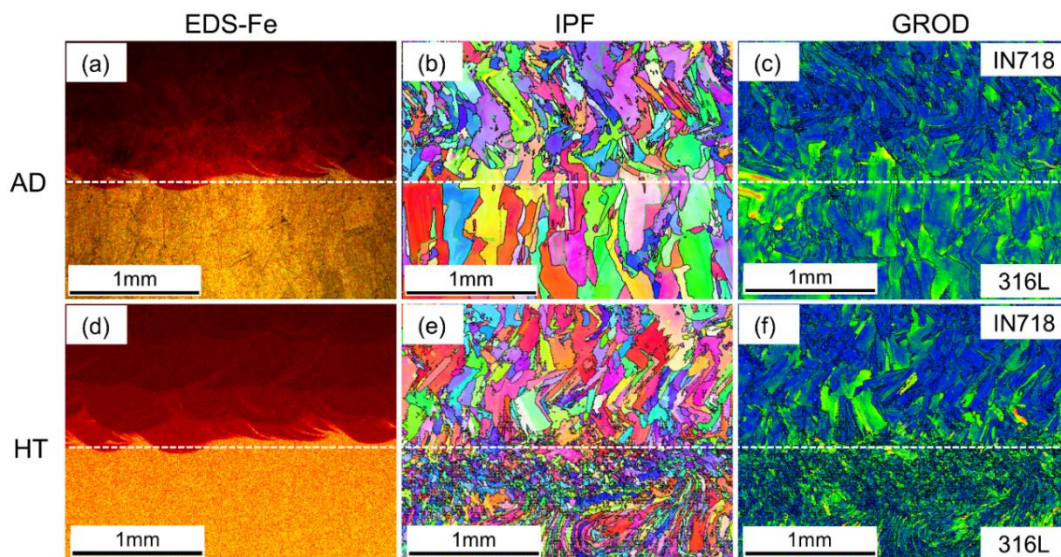 EDS-Fe IPF GROD
AD
(a) (b) (c) IN718
1mm 1mm 1mm 316L
HT
(d) (e) (f) IN718
1mm 1mm 1mm 316L